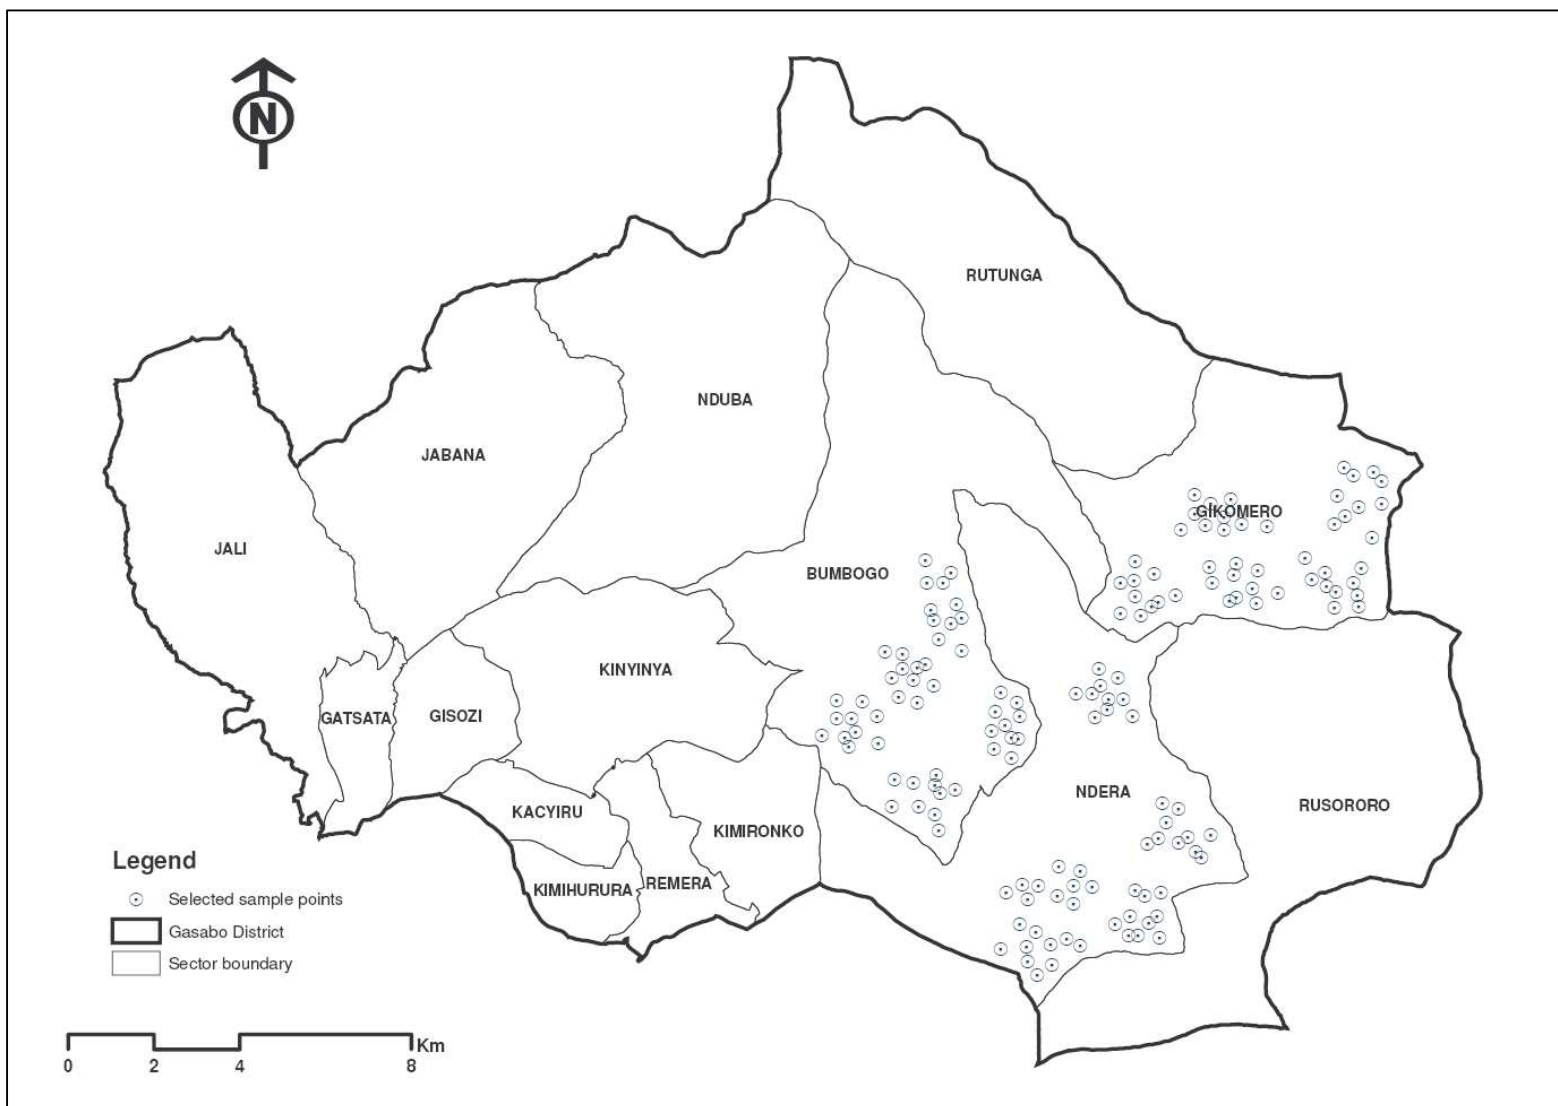 N
RUTUNGA
NDUBA
JABANA
GIKOMERO
JALI
BUMBOGO
KINYINYA
GATSATA
GISOZI
NDERA
RUSORORO
KACYIRU
KIMIRONKO
KIMIHURURA
REMERA
Legend
Selected sample points
Gasabo District
Sector boundary
Km
0 2 4 8